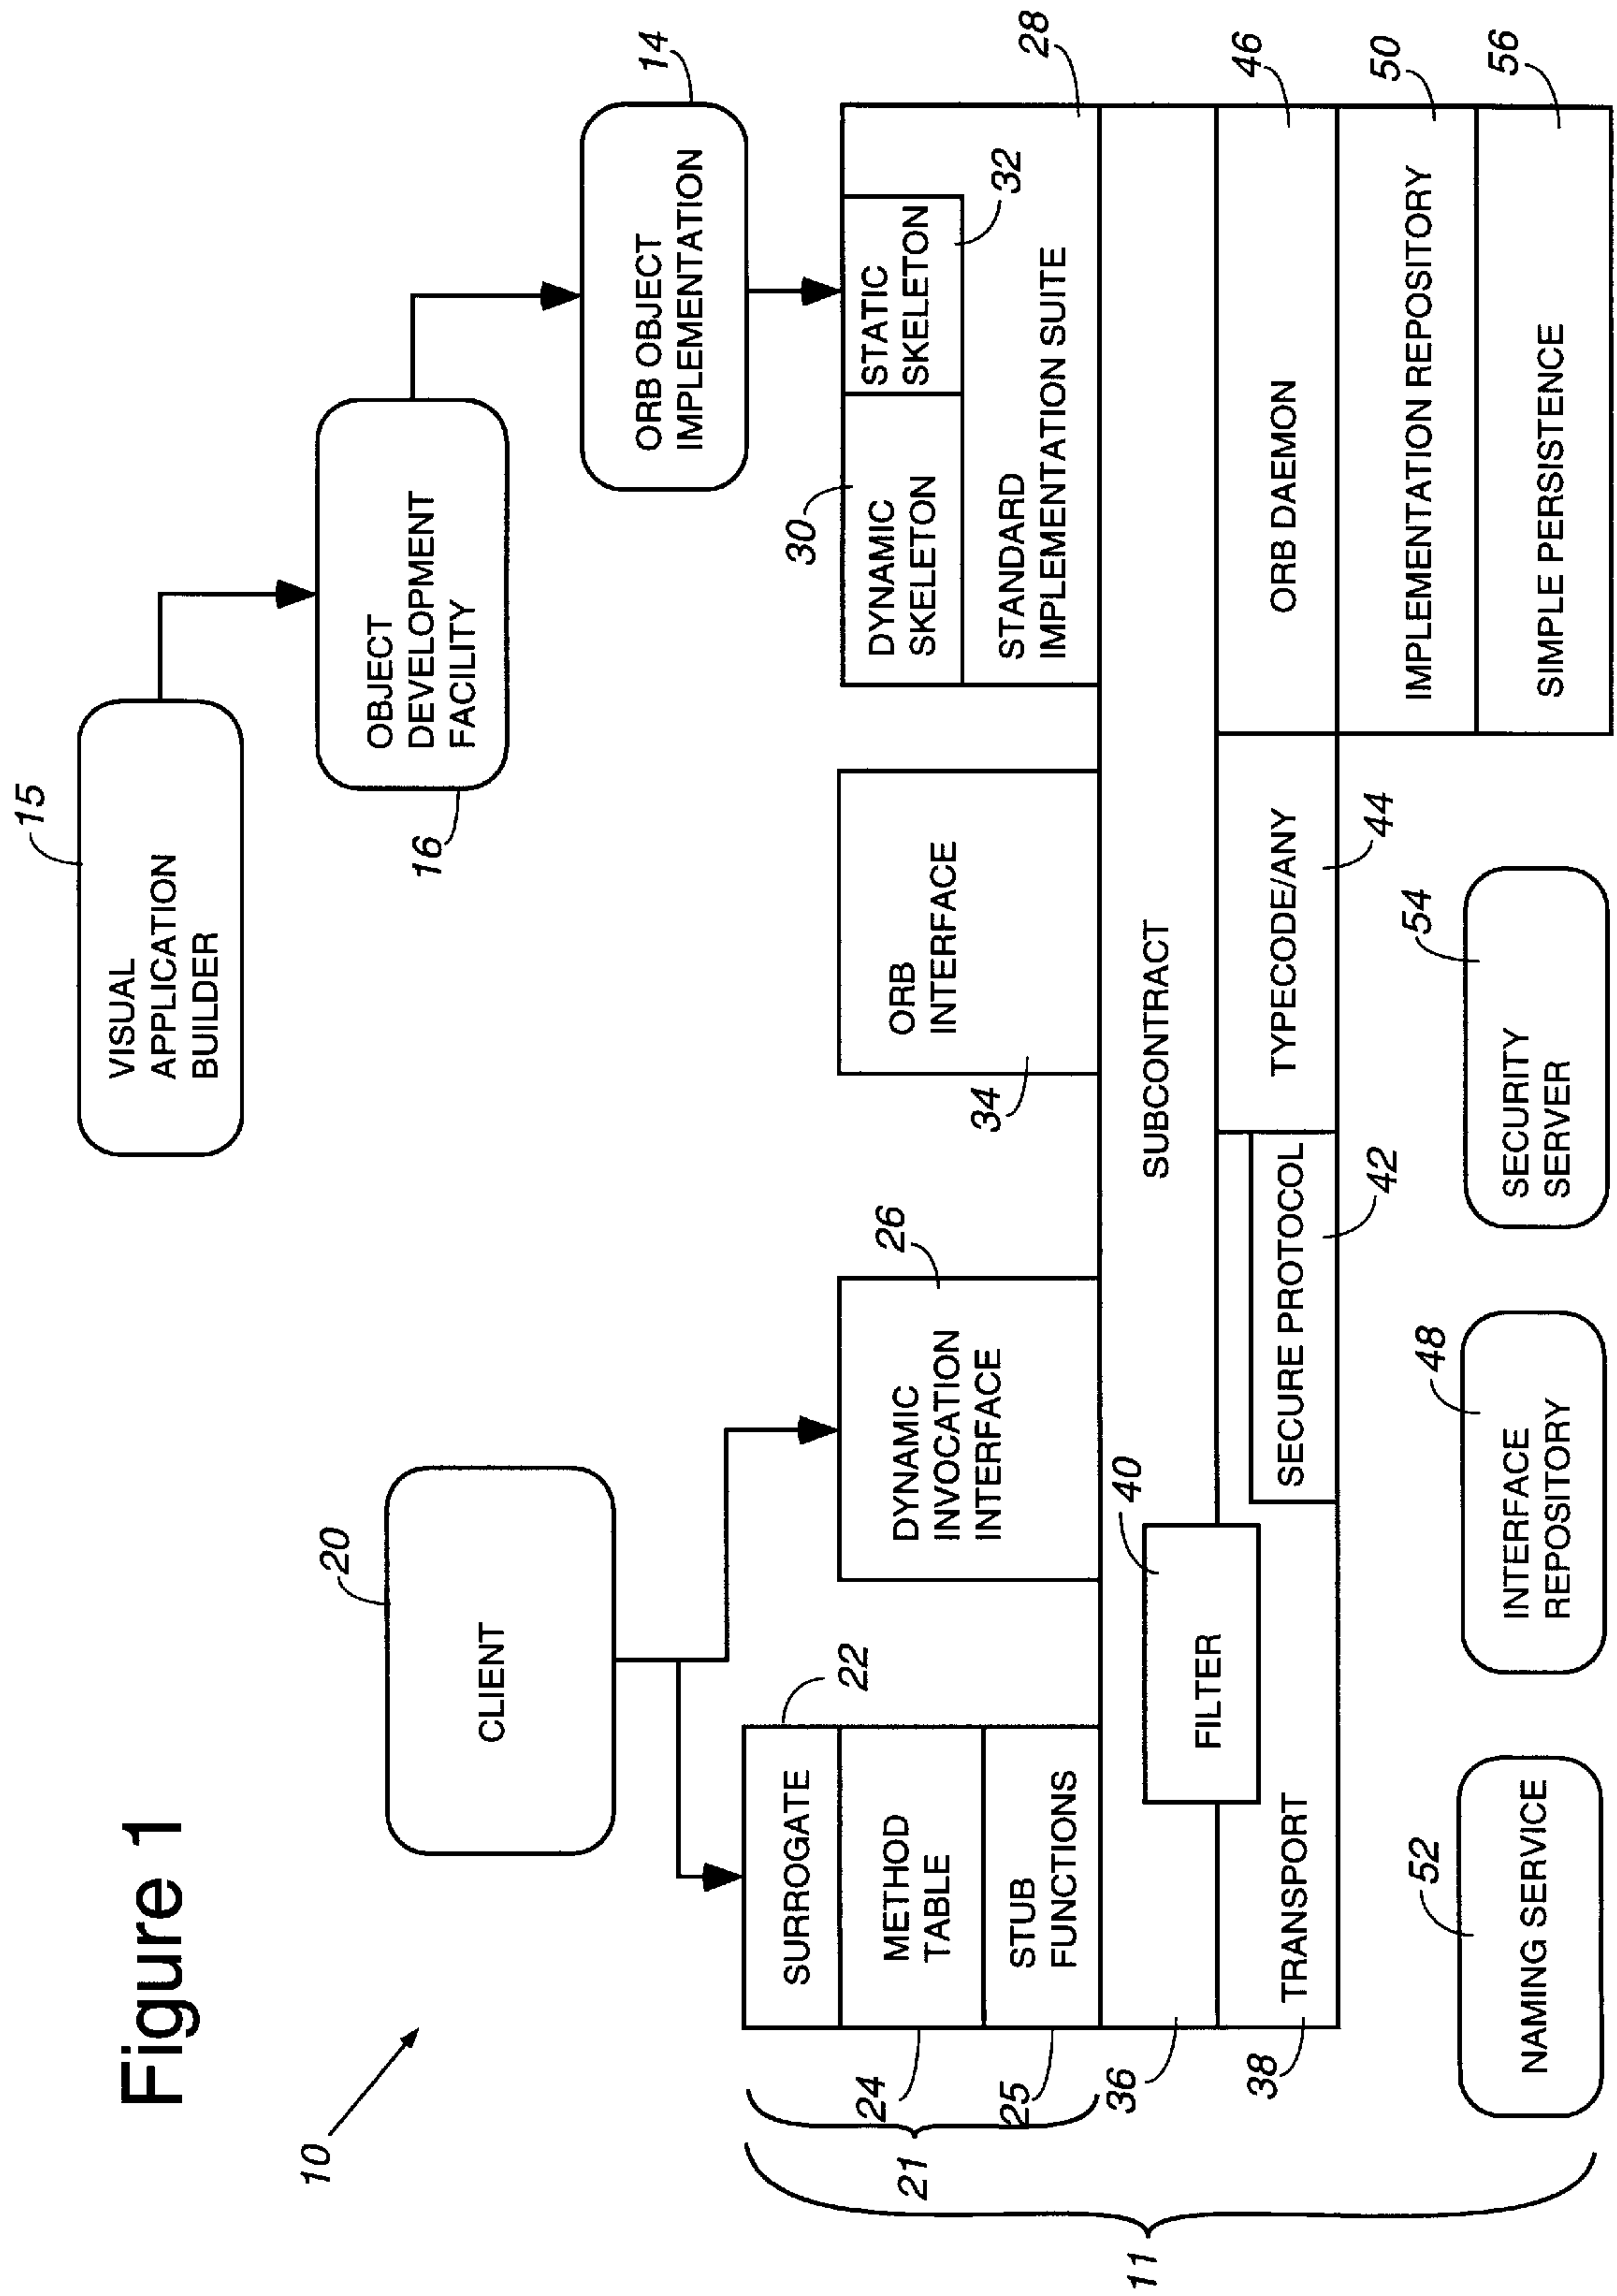 Figure 1
10
15
VISUAL
APPLICATION
BUILDER
16
OBJECT
DEVELOPMENT
FACILITY
14
ORB OBJECT
IMPLEMENTATION
20
CLIENT
22
SURROGATE
24
METHOD
TABLE
25
STUB
FUNCTIONS
21
11
26
DYNAMIC
INVOCATION
INTERFACE
34
ORB
INTERFACE
30
DYNAMIC
SKELETON
STATIC
SKELETON
32
STANDARD
IMPLEMENTATION SUITE
28
36
SUBCONTRACT
40
FILTER
38
TRANSPORT
SECURE PROTOCOL
42
TYPECODE/ANY
44
ORB DAEMON
46
IMPLEMENTATION REPOSITORY
50
SIMPLE PERSISTENCE
56
52
NAMING SERVICE
48
INTERFACE
REPOSITORY
54
SECURITY
SERVER